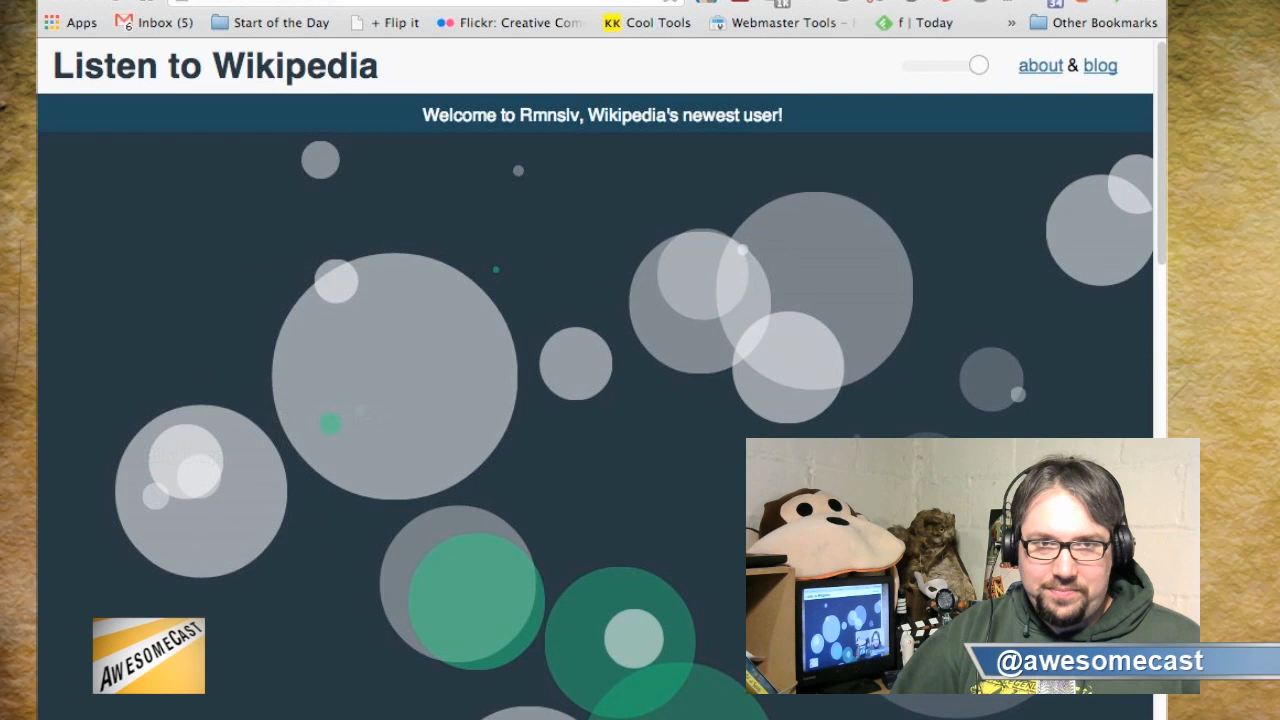 Apps Inbox (5) Start of the Day + Flip it Flickr: Creative Com KK Cool Tools Webmaster Tools - f | Today » Other Bookmarks
Listen to Wikipedia
about & blog
Welcome to Rmnslv, Wikipedia's newest user!
AWESOMECAST
@awesomecast